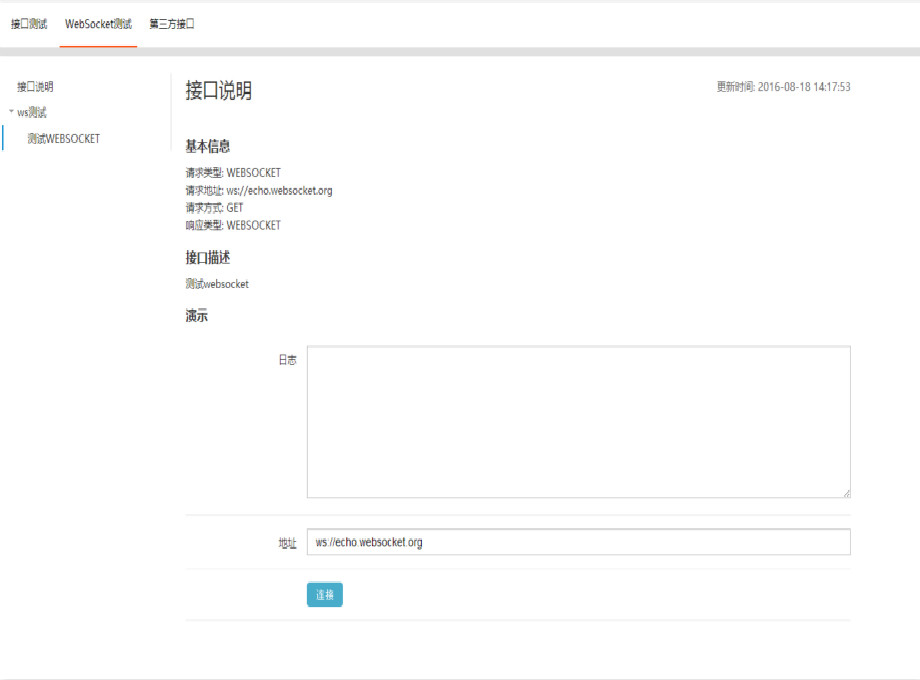 接口测试 WebSocket测试 第三方接口
接口说明
ws测试
测试WEBSOCKET
接口说明
更新时间: 2016-08-18 14:17:53
基本信息
请求类型: WEBSOCKET
请求地址: ws://echo.websocket.org
请求方式: GET
响应类型: WEBSOCKET
接口描述
测试websocket
演示
日志
地址 ws://echo.websocket.org
连接